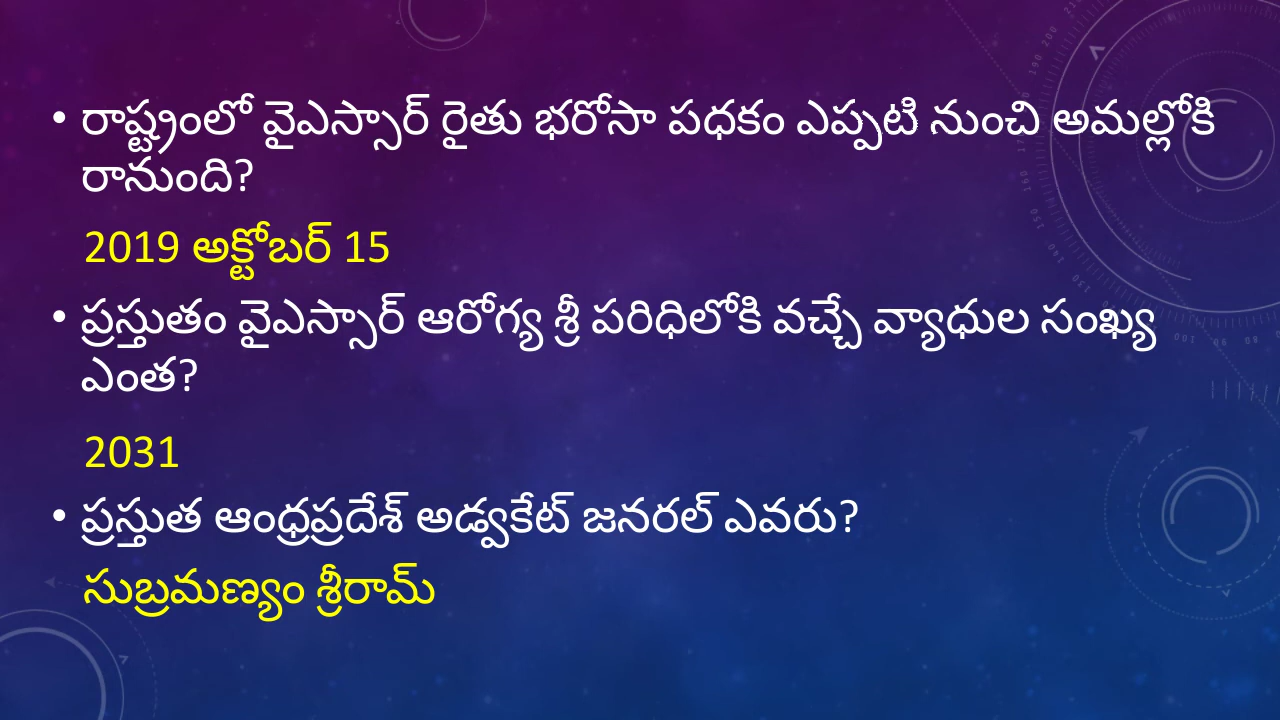 • రాష్ట్రంలో వైఎస్సార్ రైతు భరోసా పధకం ఎప్పటి నుంచి అమల్లోకి
రానుంది?
2019 అక్టోబర్ 15
• ప్రస్తుతం వైఎస్సార్ ఆరోగ్య శ్రీ పరిధిలోకి వచ్చే వ్యాధుల సంఖ్య
ఎంత?
2031
• ప్రస్తుత ఆంధ్రప్రదేశ్ అడ్వకేట్ జనరల్ ఎవరు?
సుబ్రమణ్యం శ్రీరామ్